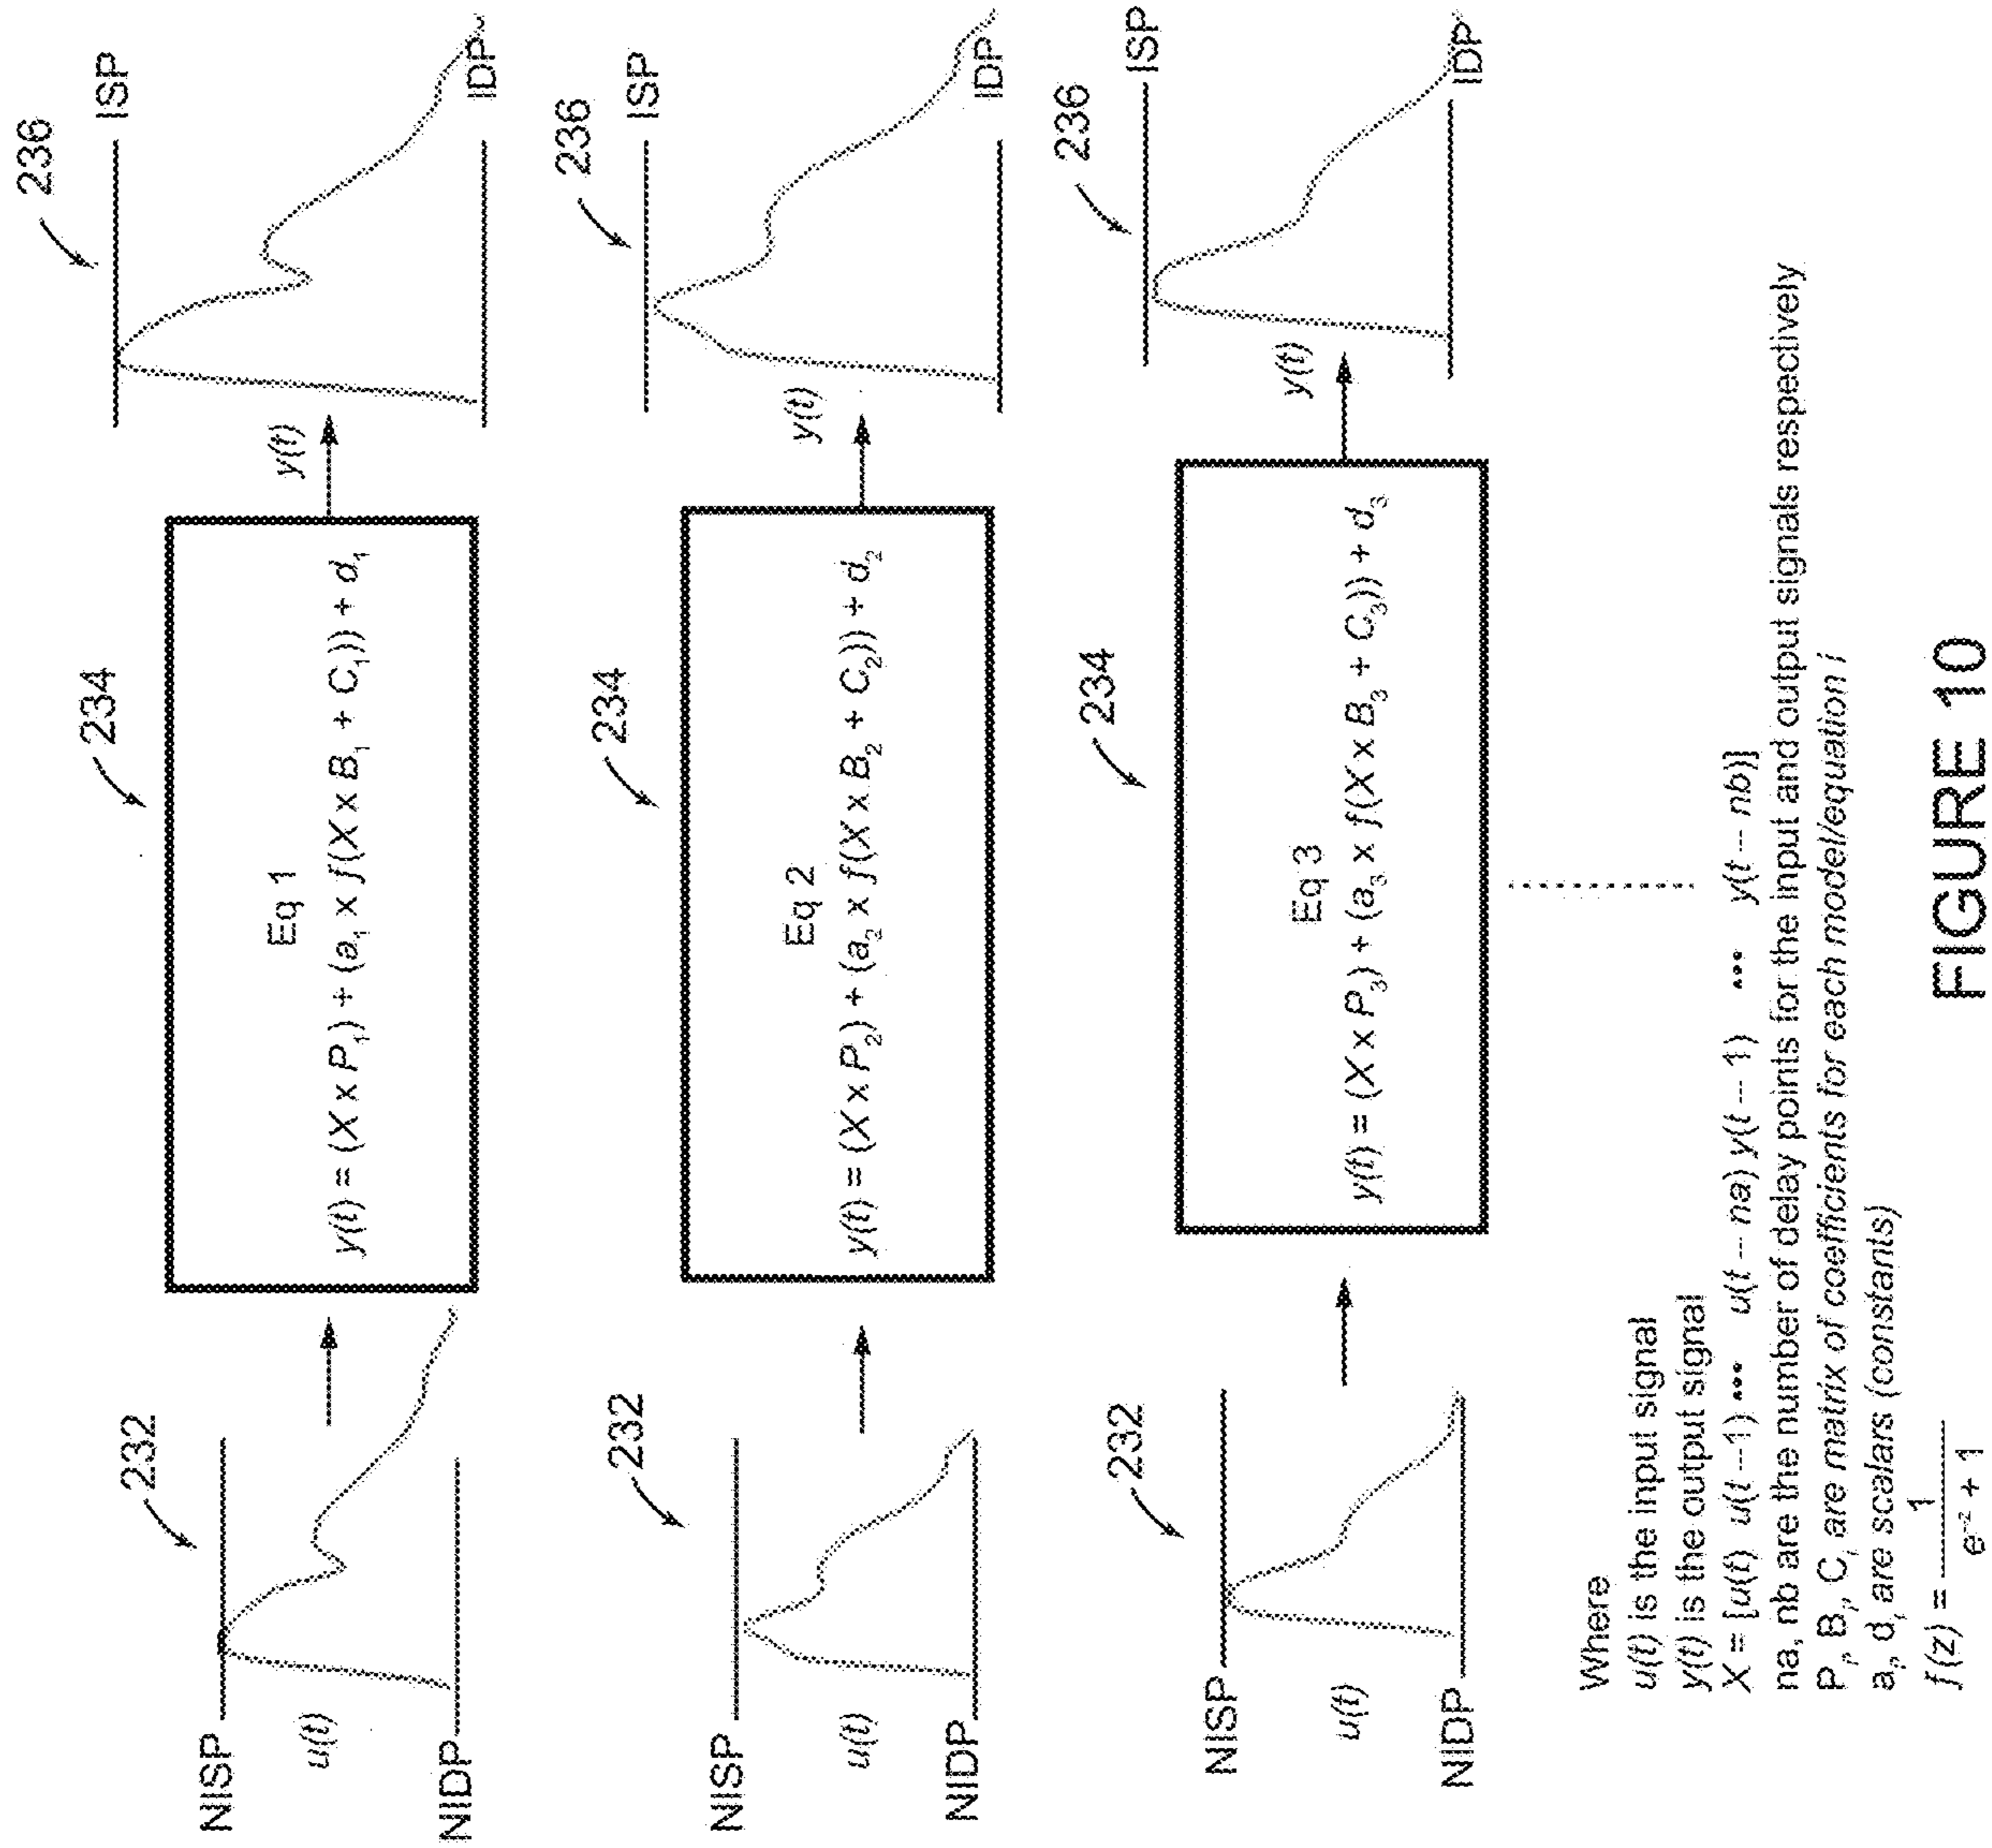 232
NISP
u(t)
NIDP
234
Eq 1
y(t) = (X x P₁) + (a₁ x f(X x B₁ + C₁)) + d₁
y(t)
236
ISP
IDP
232
NISP
u(t)
NIDP
234
Eq 2
y(t) = (X x P₂) + (a₂ x f(X x B₂ + C₂)) + d₂
y(t)
236
ISP
IDP
232
NISP
u(t)
NIDP
234
Eq 3
y(t) = (X x P₃) + (a₃ x f(X x B₃ + C₃)) + d₃
y(t)
236
ISP
IDP
Where
u(t) is the input signal
y(t) is the output signal
X = [u(t) u(t–1) ••• u(t – na) y(t – 1) ••• y(t – nb)]
na, nb are the number of delay points for the input and output signals respectively
Pᵢ, Bᵢ, Cᵢ are matrix of coefficients for each model/equation i
aᵢ, dᵢ are scalars (constants)
f(z) = 1 / (e⁻ᶻ + 1)
FIGURE 10